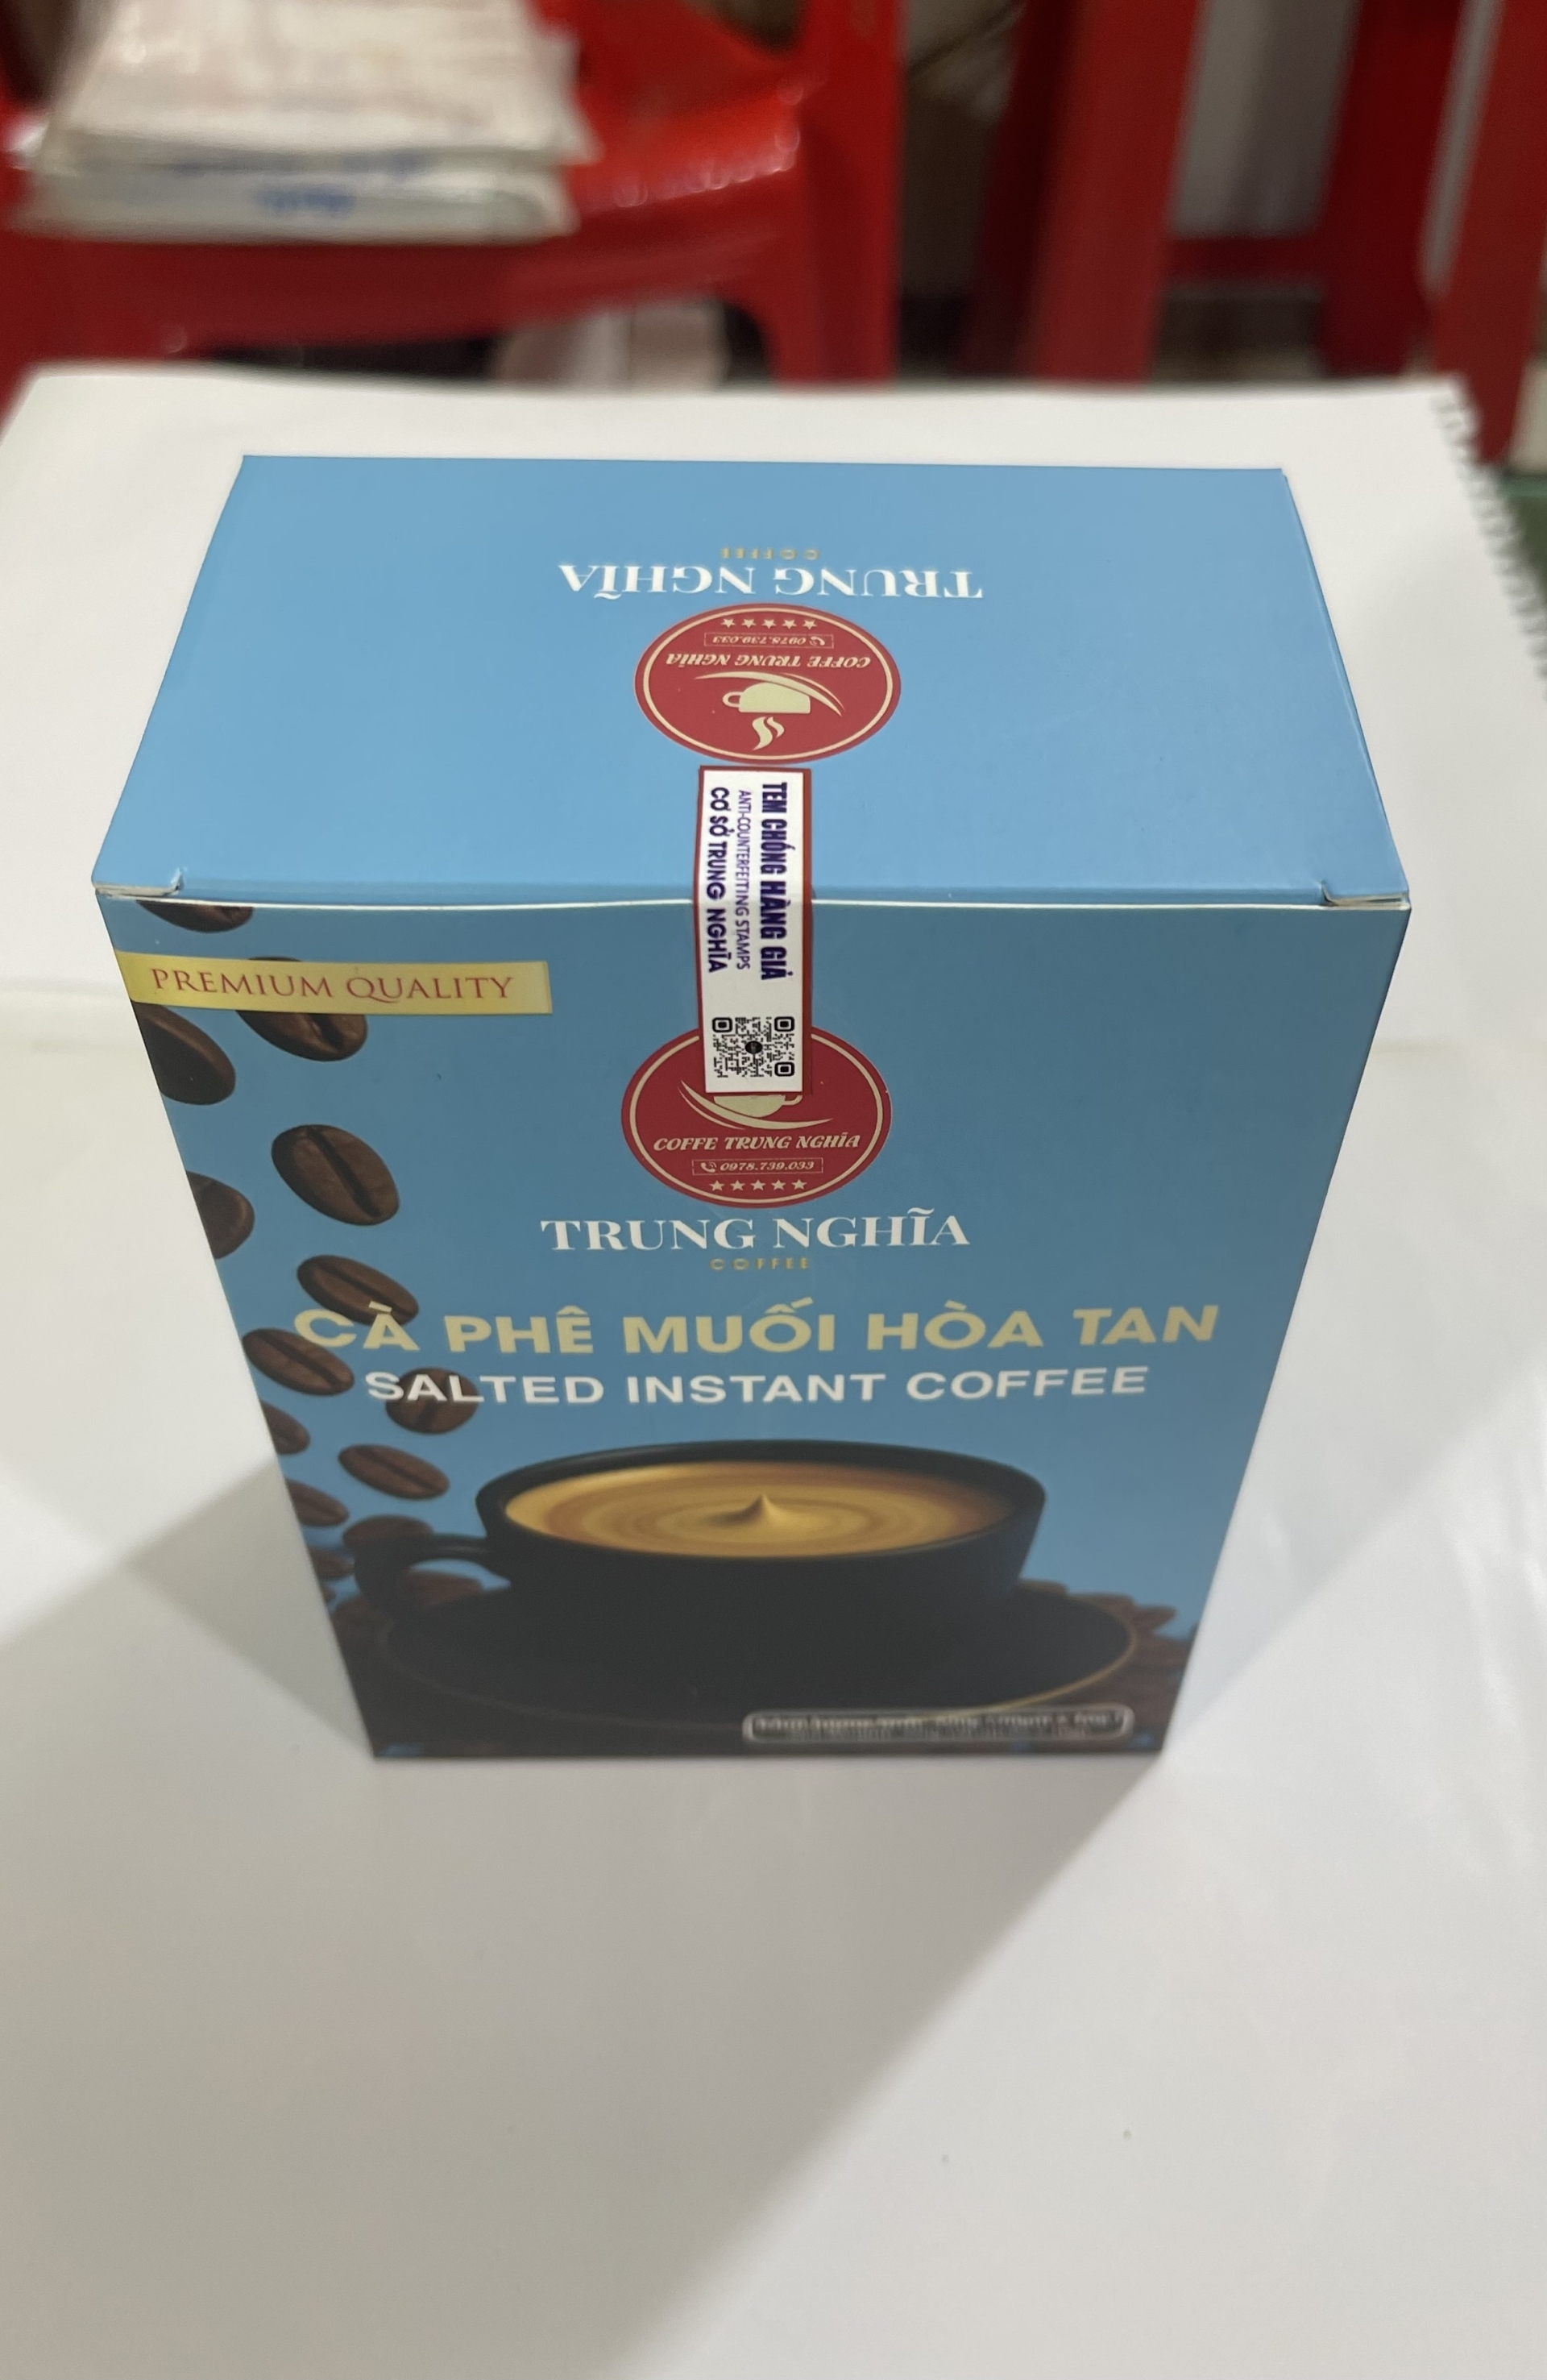 COFFEE
TRUNG NGHĨA
0978.739.033
COFFE TRUNG NGHĨA
TEM CHỐNG HÀNG GIẢ
ANTI-COUNTERFEITING STAMPS
CƠ SỞ TRUNG NGHĨA
PREMIUM QUALITY
COFFE TRUNG NGHĨA
0978.739.033
TRUNG NGHĨA
COFFEE
CÀ PHÊ MUỐI HÒA TAN
SALTED INSTANT COFFEE